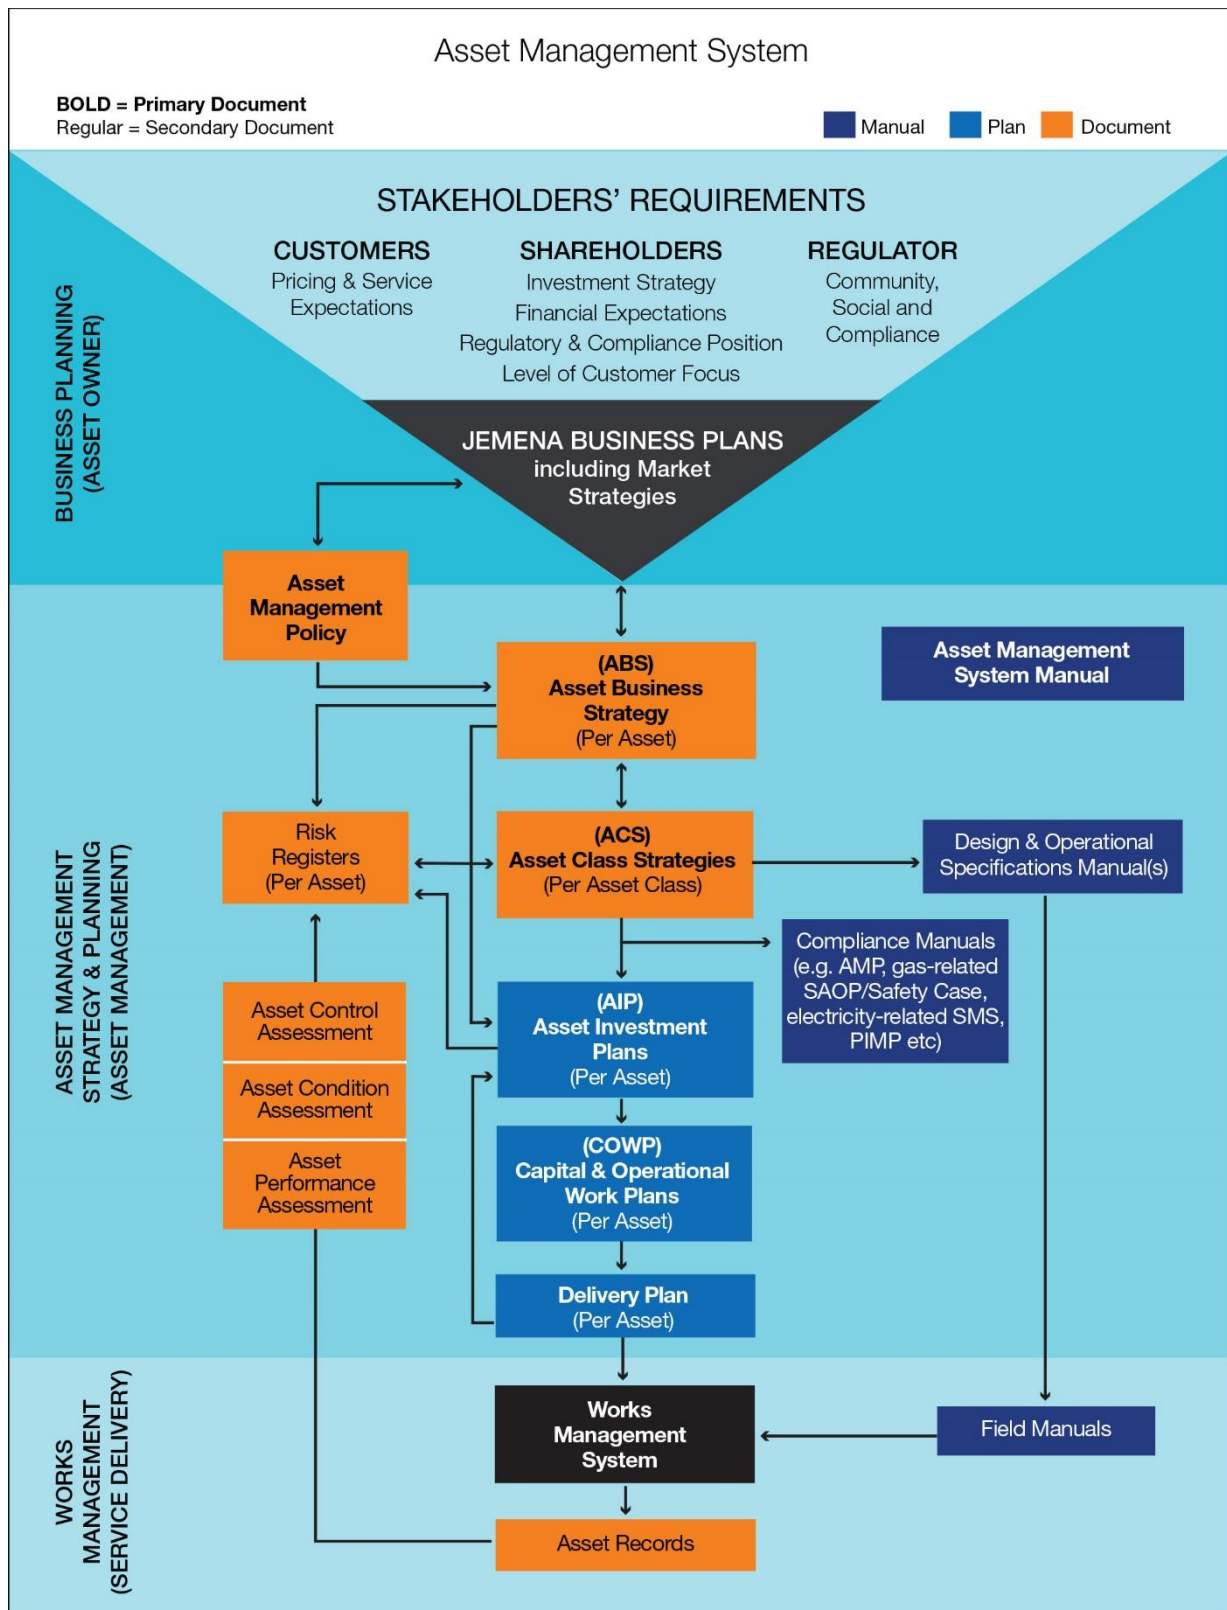 Asset Management System
BOLD = Primary Document
Regular = Secondary Document
Manual
Plan
Document
STAKEHOLDERS' REQUIREMENTS
CUSTOMERS
Pricing & Service
Expectations
SHAREHOLDERS
Investment Strategy
Financial Expectations
Regulatory & Compliance Position
Level of Customer Focus
REGULATOR
Community,
Social and
Compliance
BUSINESS PLANNING
(ASSET OWNER)
JEMENA BUSINESS PLANS
including Market
Strategies
Asset
Management
Policy
(ABS)
Asset Business
Strategy
(Per Asset)
Asset Management
System Manual
ASSET MANAGEMENT
STRATEGY & PLANNING
(ASSET MANAGEMENT)
Risk
Registers
(Per Asset)
(ACS)
Asset Class Strategies
(Per Asset Class)
Design & Operational
Specifications Manual(s)
Compliance Manuals
(e.g. AMP, gas-related
SAOP/Safety Case,
electricity-related SMS,
PIMP etc)
Asset Control
Assessment
Asset Condition
Assessment
Asset
Performance
Assessment
(AIP)
Asset Investment
Plans
(Per Asset)
(COWP)
Capital & Operational
Work Plans
(Per Asset)
Delivery Plan
(Per Asset)
WORKS
MANAGEMENT
(SERVICE DELIVERY)
Works
Management
System
Field Manuals
Asset Records